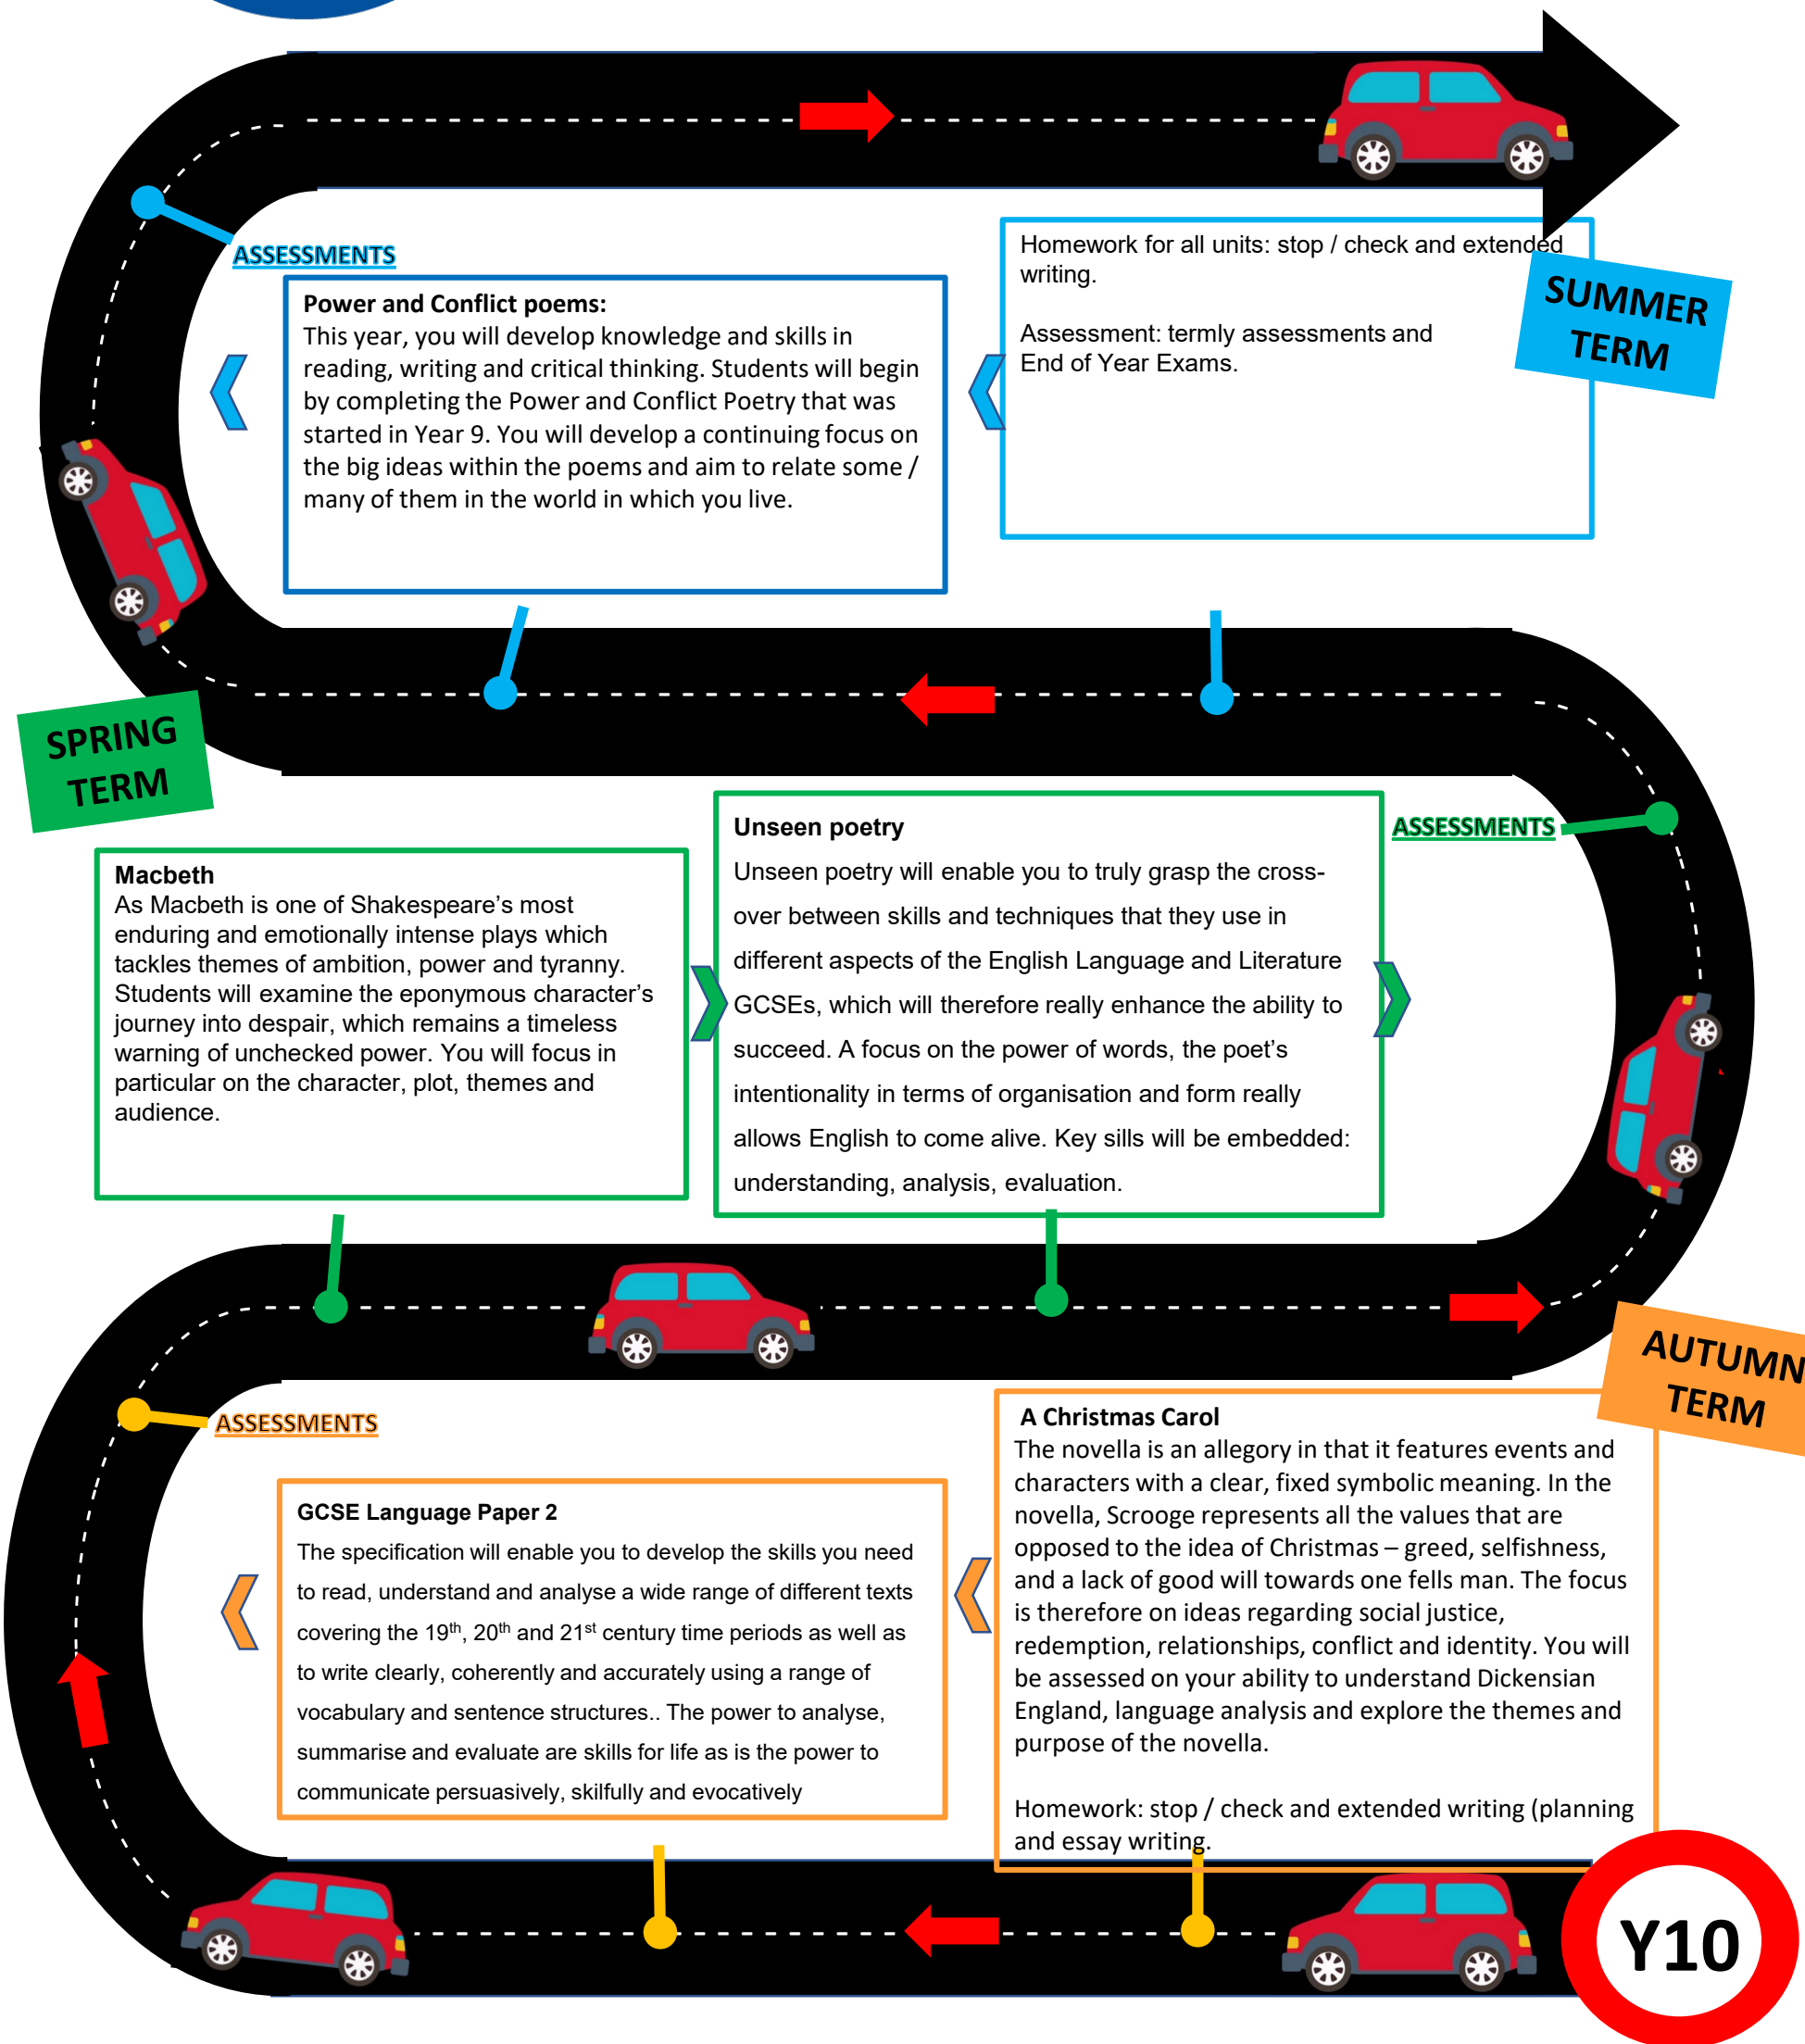 ASSESSMENTS
Power and Conflict poems:
This year, you will develop knowledge and skills in
reading, writing and critical thinking. Students will begin
by completing the Power and Conflict Poetry that was
started in Year 9. You will develop a continuing focus on
the big ideas within the poems and aim to relate some /
many of them in the world in which you live.
Homework for all units: stop / check and extended
writing.
Assessment: termly assessments and
End of Year Exams.
SUMMER
TERM
SPRING
TERM
Macbeth
As Macbeth is one of Shakespeare's most
enduring and emotionally intense plays which
tackles themes of ambition, power and tyranny.
Students will examine the eponymous character's
journey into despair, which remains a timeless
warning of unchecked power. You will focus in
particular on the character, plot, themes and
audience.
Unseen poetry
Unseen poetry will enable you to truly grasp the cross-
over between skills and techniques that they use in
different aspects of the English Language and Literature
GCSEs, which will therefore really enhance the ability to
succeed. A focus on the power of words, the poet's
intentionality in terms of organisation and form really
allows English to come alive. Key sills will be embedded:
understanding, analysis, evaluation.
ASSESSMENTS
AUTUMN
TERM
ASSESSMENTS
GCSE Language Paper 2
The specification will enable you to develop the skills you need
to read, understand and analyse a wide range of different texts
covering the 19th, 20th and 21st century time periods as well as
to write clearly, coherently and accurately using a range of
vocabulary and sentence structures.. The power to analyse,
summarise and evaluate are skills for life as is the power to
communicate persuasively, skilfully and evocatively
A Christmas Carol
The novella is an allegory in that it features events and
characters with a clear, fixed symbolic meaning. In the
novella, Scrooge represents all the values that are
opposed to the idea of Christmas – greed, selfishness,
and a lack of good will towards one fells man. The focus
is therefore on ideas regarding social justice,
redemption, relationships, conflict and identity. You will
be assessed on your ability to understand Dickensian
England, language analysis and explore the themes and
purpose of the novella.
Homework: stop / check and extended writing (planning
and essay writing.
Y10